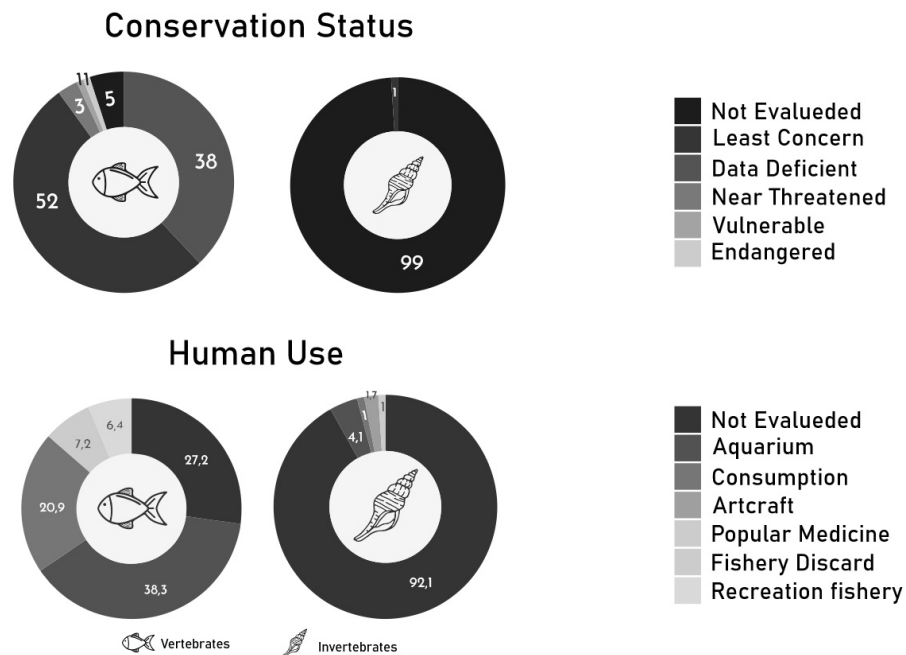 Conservation Status
11
3
5
38
52
1
99
Not Evalueded
Least Concern
Data Deficient
Near Threatened
Vulnerable
Endangered
Human Use
6,4
7,2
27,2
20,9
38,3
1,7
1
1
4,1
92,1
Not Evalueded
Aquarium
Consumption
Artcraft
Popular Medicine
Fishery Discard
Recreation fishery
Vertebrates
Invertebrates